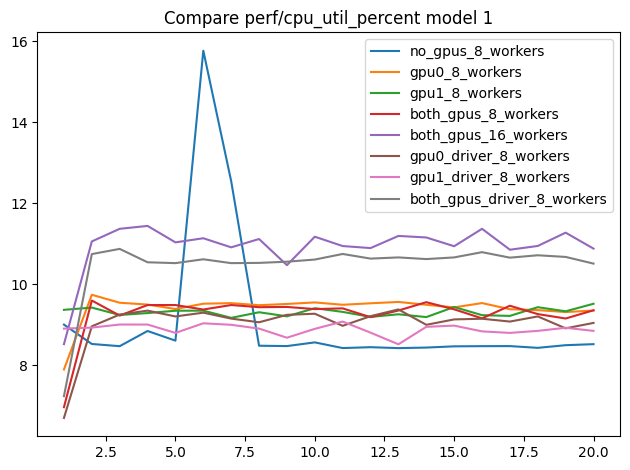 Compare perf/cpu_util_percent model 1
16
14
12
10
8
no_gpus_8_workers
gpu0_8_workers
gpu1_8_workers
both_gpus_8_workers
both_gpus_16_workers
gpu0_driver_8_workers
gpu1_driver_8_workers
both_gpus_driver_8_workers
2.5 5.0 7.5 10.0 12.5 15.0 17.5 20.0